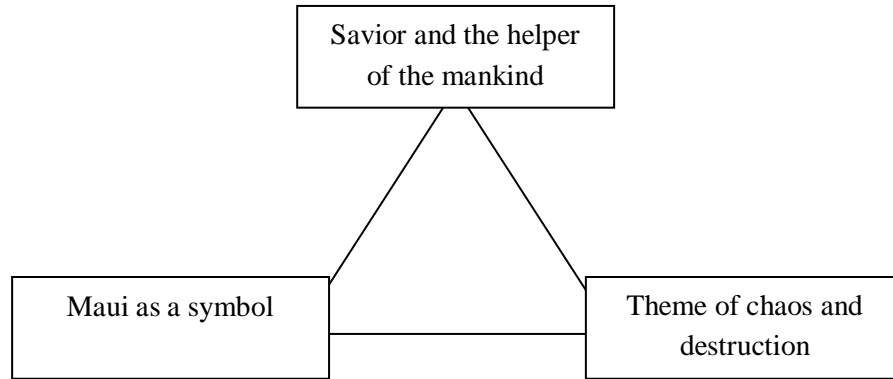 Savior and the helper
of the mankind
Maui as a symbol
Theme of chaos and
destruction